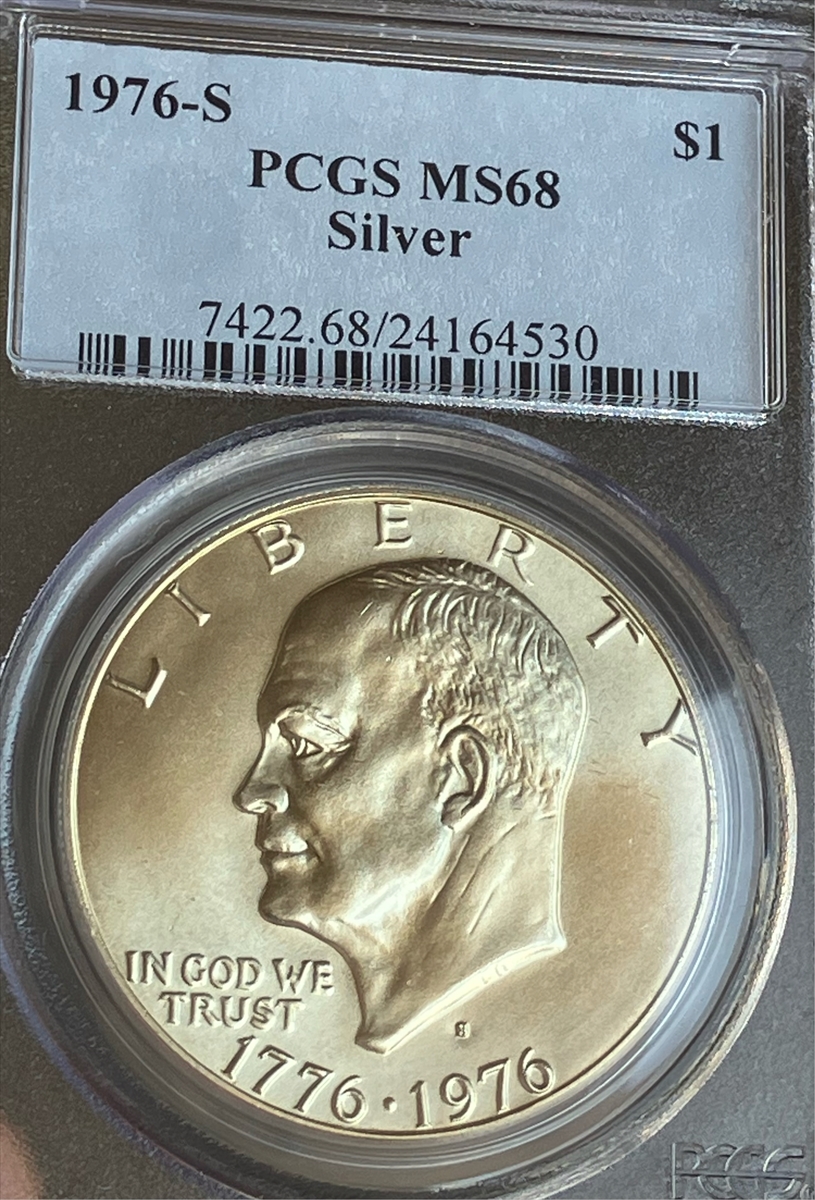 1976-S
$1
PCGS MS68
Silver
7422.68/24164530
LIBERTY
IN GOD WE
TRUST
S
1776·1976
PCGS